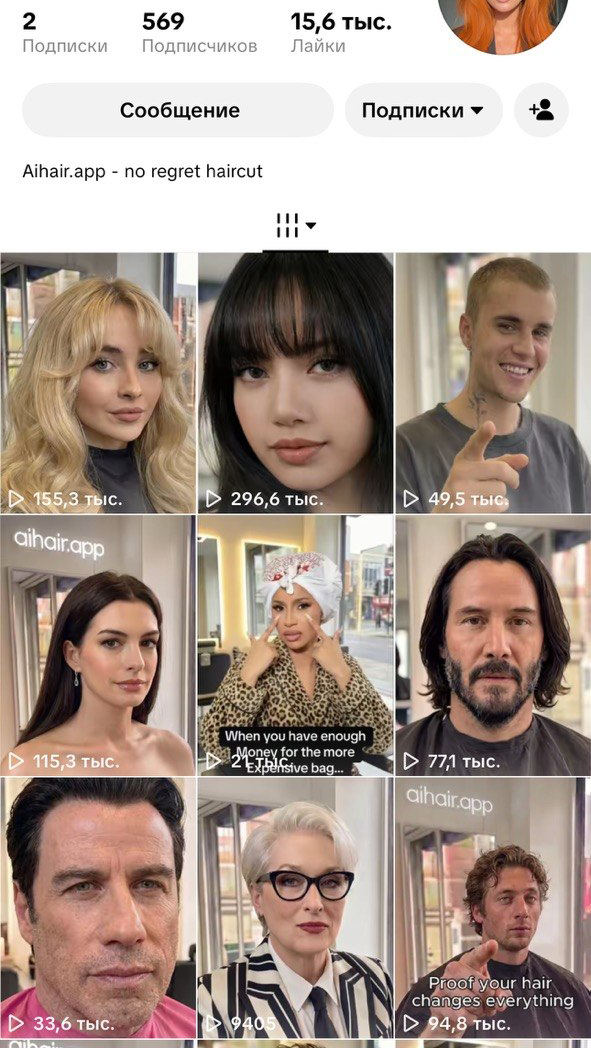 2 569 15,6 тыс.
Подписки Подписчиков Лайки
Сообщение Подписки
Aihair.app - no regret haircut
155,3 тыс. 296,6 тыс. 49,5 тыс.
aihair.app
When you have enough
Money for the more
Expensive bag...
115,3 тыс. 21 тыс. 77,1 тыс.
aihair.app
Proof your hair
changes everything
33,6 тыс. 9405 94,8 тыс.
aihair.app